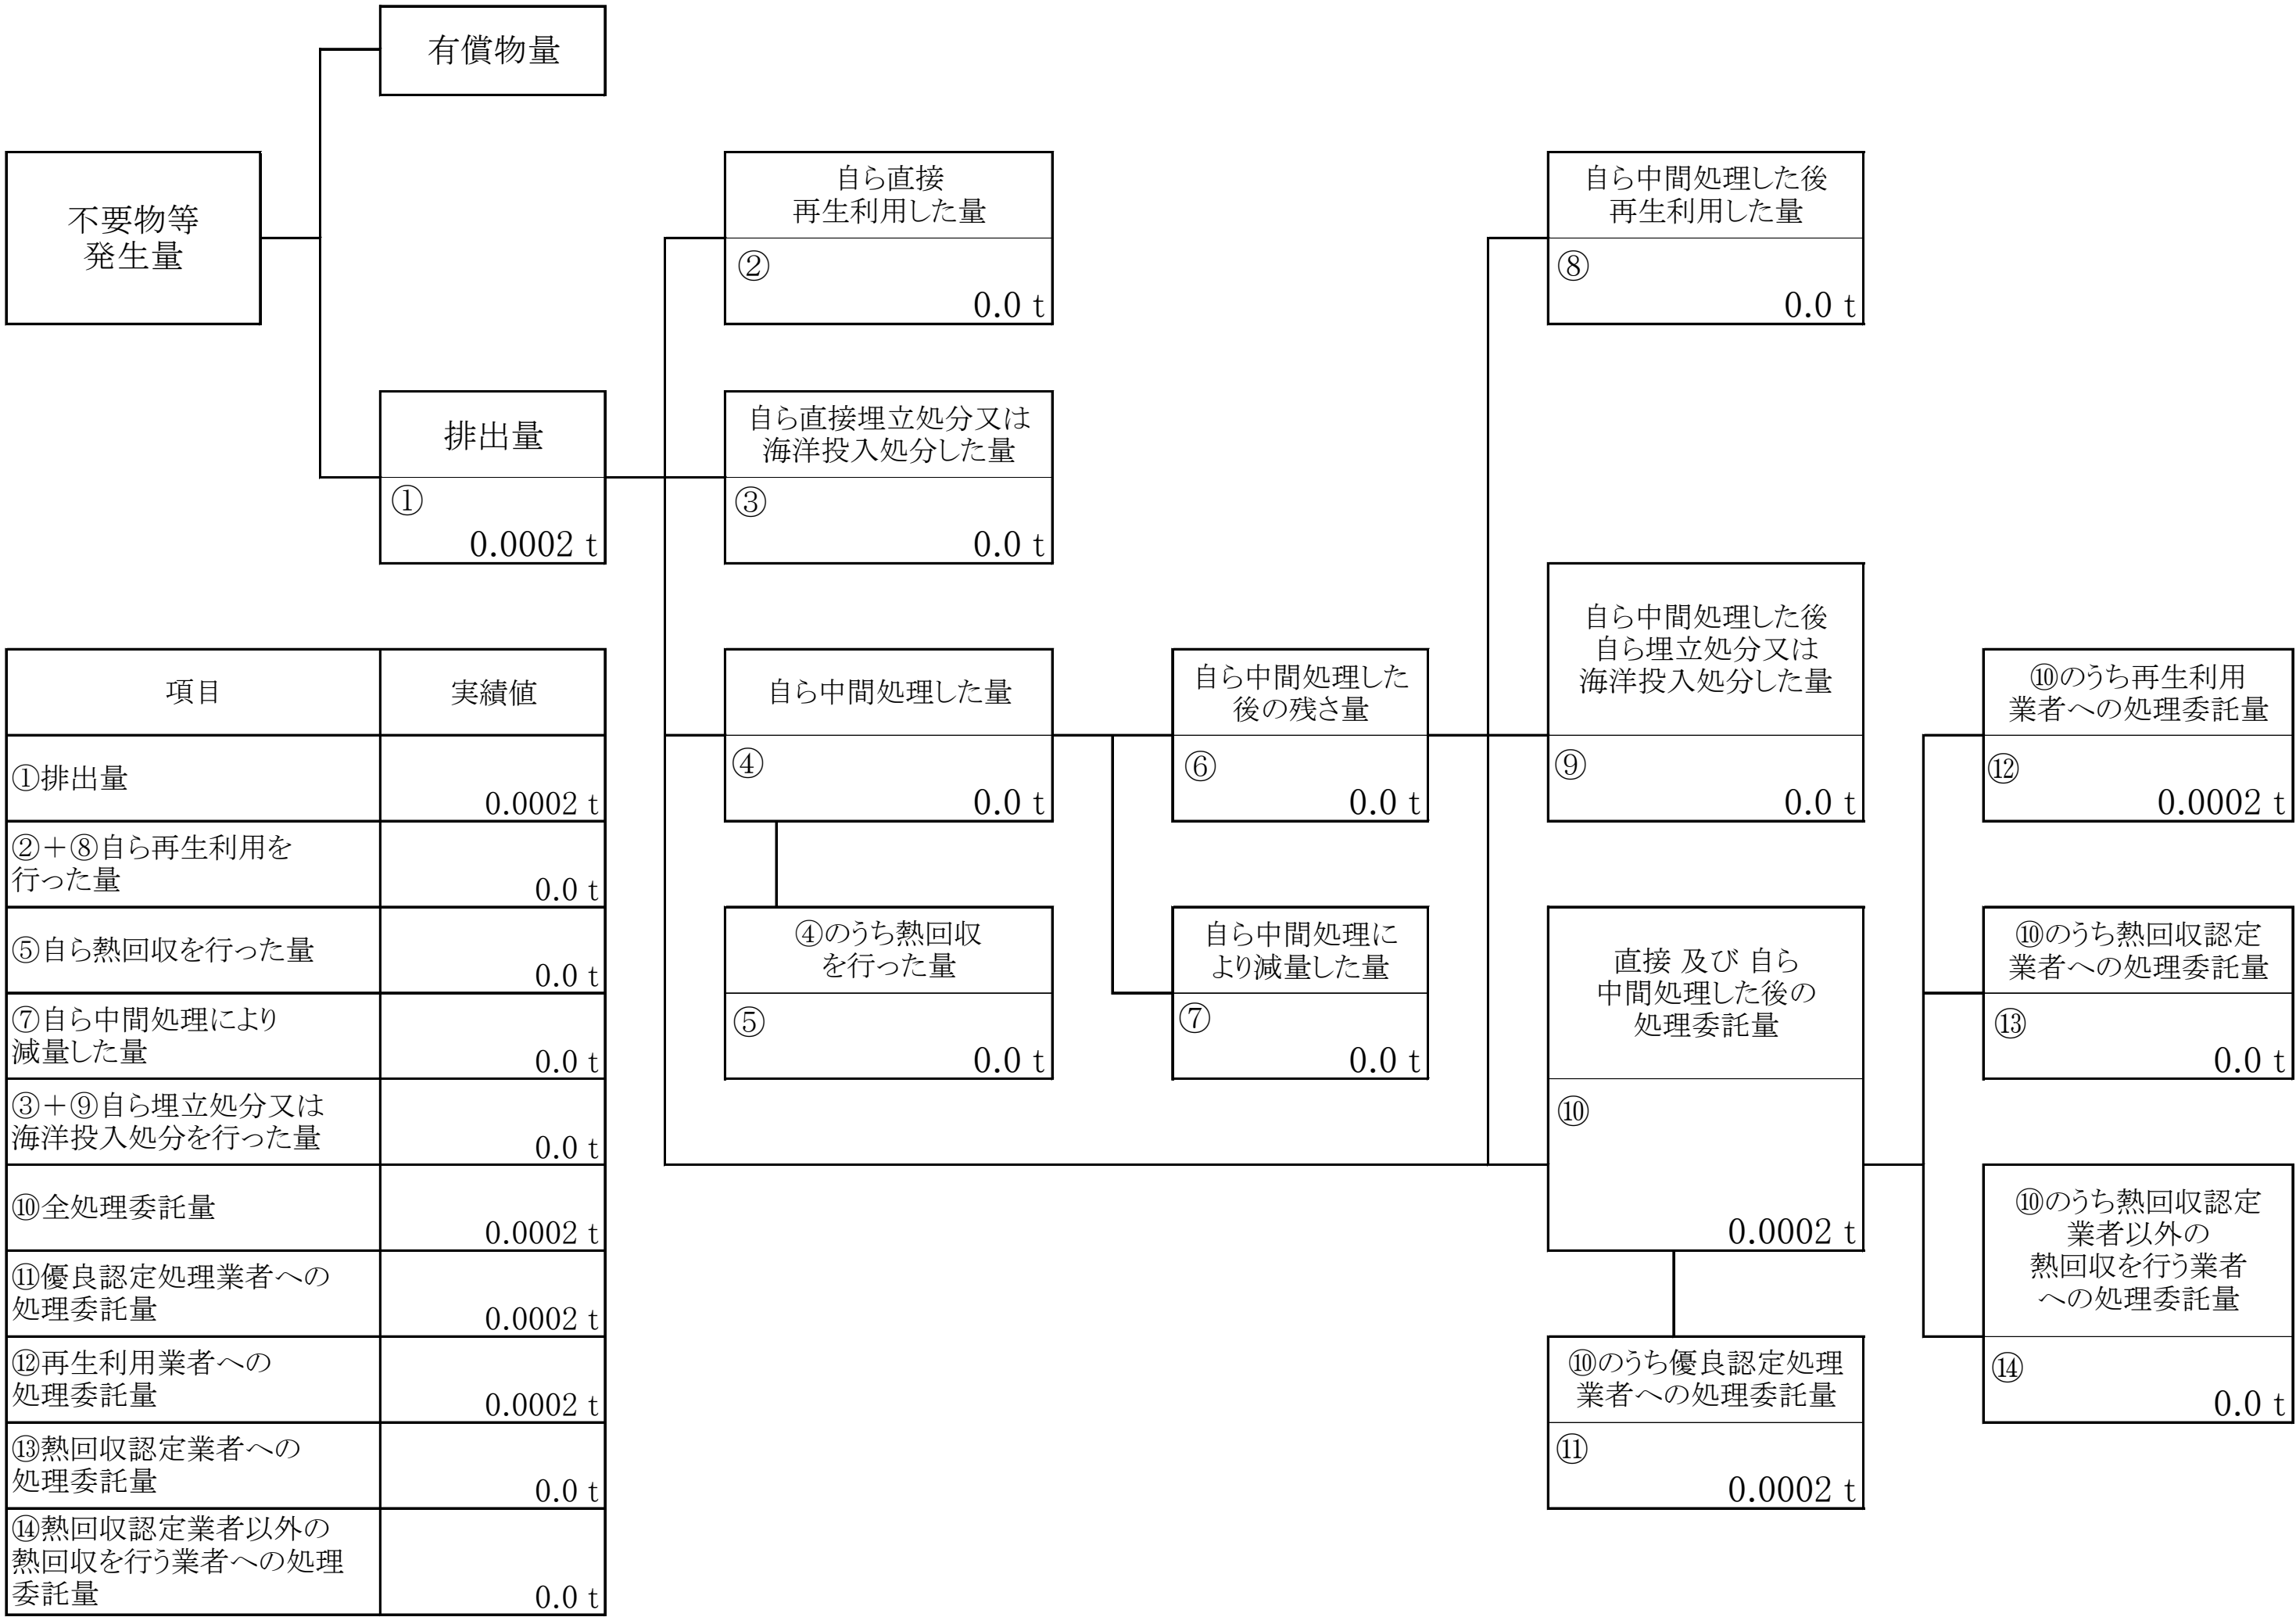 有償物量
不要物等
発生量
自ら直接
再生利用した量
②
0.0 t
自ら中間処理した後
再生利用した量
⑧
0.0 t
排出量
①
0.0002 t
自ら直接埋立処分又は
海洋投入処分した量
③
0.0 t
自ら中間処理した量
④
0.0 t
自ら中間処理した
後の残さ量
⑥
0.0 t
自ら中間処理した後
自ら埋立処分又は
海洋投入処分した量
⑨
0.0 t
⑩のうち再生利用
業者への処理委託量
⑫
0.0002 t
④のうち熱回収
を行った量
⑤
0.0 t
自ら中間処理に
より減量した量
⑦
0.0 t
直接 及び 自ら
中間処理した後の
処理委託量
⑩
0.0002 t
⑩のうち熱回収認定
業者への処理委託量
⑬
0.0 t
⑩のうち熱回収認定
業者以外の
熱回収を行う業者
への処理委託量
⑭
0.0 t
⑩のうち優良認定処理
業者への処理委託量
⑪
0.0002 t
項目
実績値
①排出量
0.0002 t
②＋⑧自ら再生利用を
行った量
0.0 t
⑤自ら熱回収を行った量
0.0 t
⑦自ら中間処理により
減量した量
0.0 t
③＋⑨自ら埋立処分又は
海洋投入処分を行った量
0.0 t
⑩全処理委託量
0.0002 t
⑪優良認定処理業者への
処理委託量
0.0002 t
⑫再生利用業者への
処理委託量
0.0002 t
⑬熱回収認定業者への
処理委託量
0.0 t
⑭熱回収認定業者以外の
熱回収を行う業者への処理
委託量
0.0 t